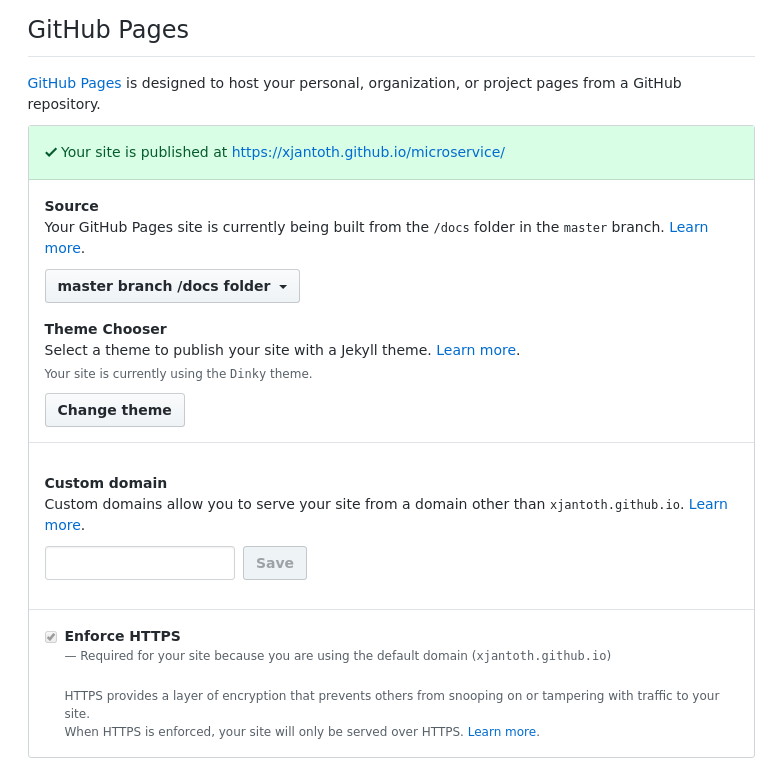 GitHub Pages
GitHub Pages is designed to host your personal, organization, or project pages from a GitHub
repository.
Your site is published at https://xjantoth.github.io/microservice/
Source
Your GitHub Pages site is currently being built from the /docs folder in the master branch. Learn
more.
master branch /docs folder
Theme Chooser
Select a theme to publish your site with a Jekyll theme. Learn more.
Your site is currently using the Dinky theme.
Change theme
Custom domain
Custom domains allow you to serve your site from a domain other than xjantoth.github.io. Learn
more.
Save
Enforce HTTPS
— Required for your site because you are using the default domain (xjantoth.github.io)
HTTPS provides a layer of encryption that prevents others from snooping on or tampering with traffic to your
site.
When HTTPS is enforced, your site will only be served over HTTPS. Learn more.